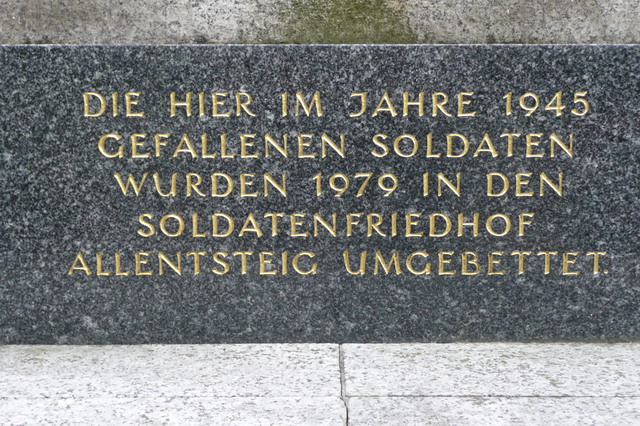 DIE HIER IM JAHRE 1945
GEFALLENEN SOLDATEN
WURDEN 1979 IN DEN
SOLDATENFRIEDHOF
ALLENTSTEIG UMGEBETTET.